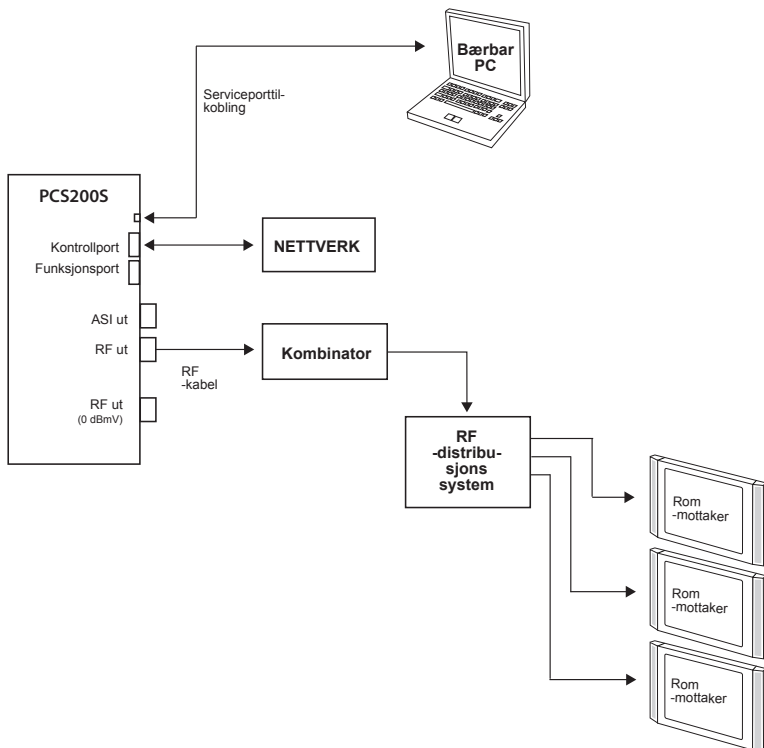 Bærbar
PC
Serviceporttil-
kobling
PCS200S
Kontrollport
NETTVERK
Funksjonsport
ASI ut
RF ut
Kombinator
RF
-kabel
RF ut
(0 dBmV)
RF
-distribu-
sjons
system
Rom
-mottaker
Rom
-mottaker
Rom
-mottaker